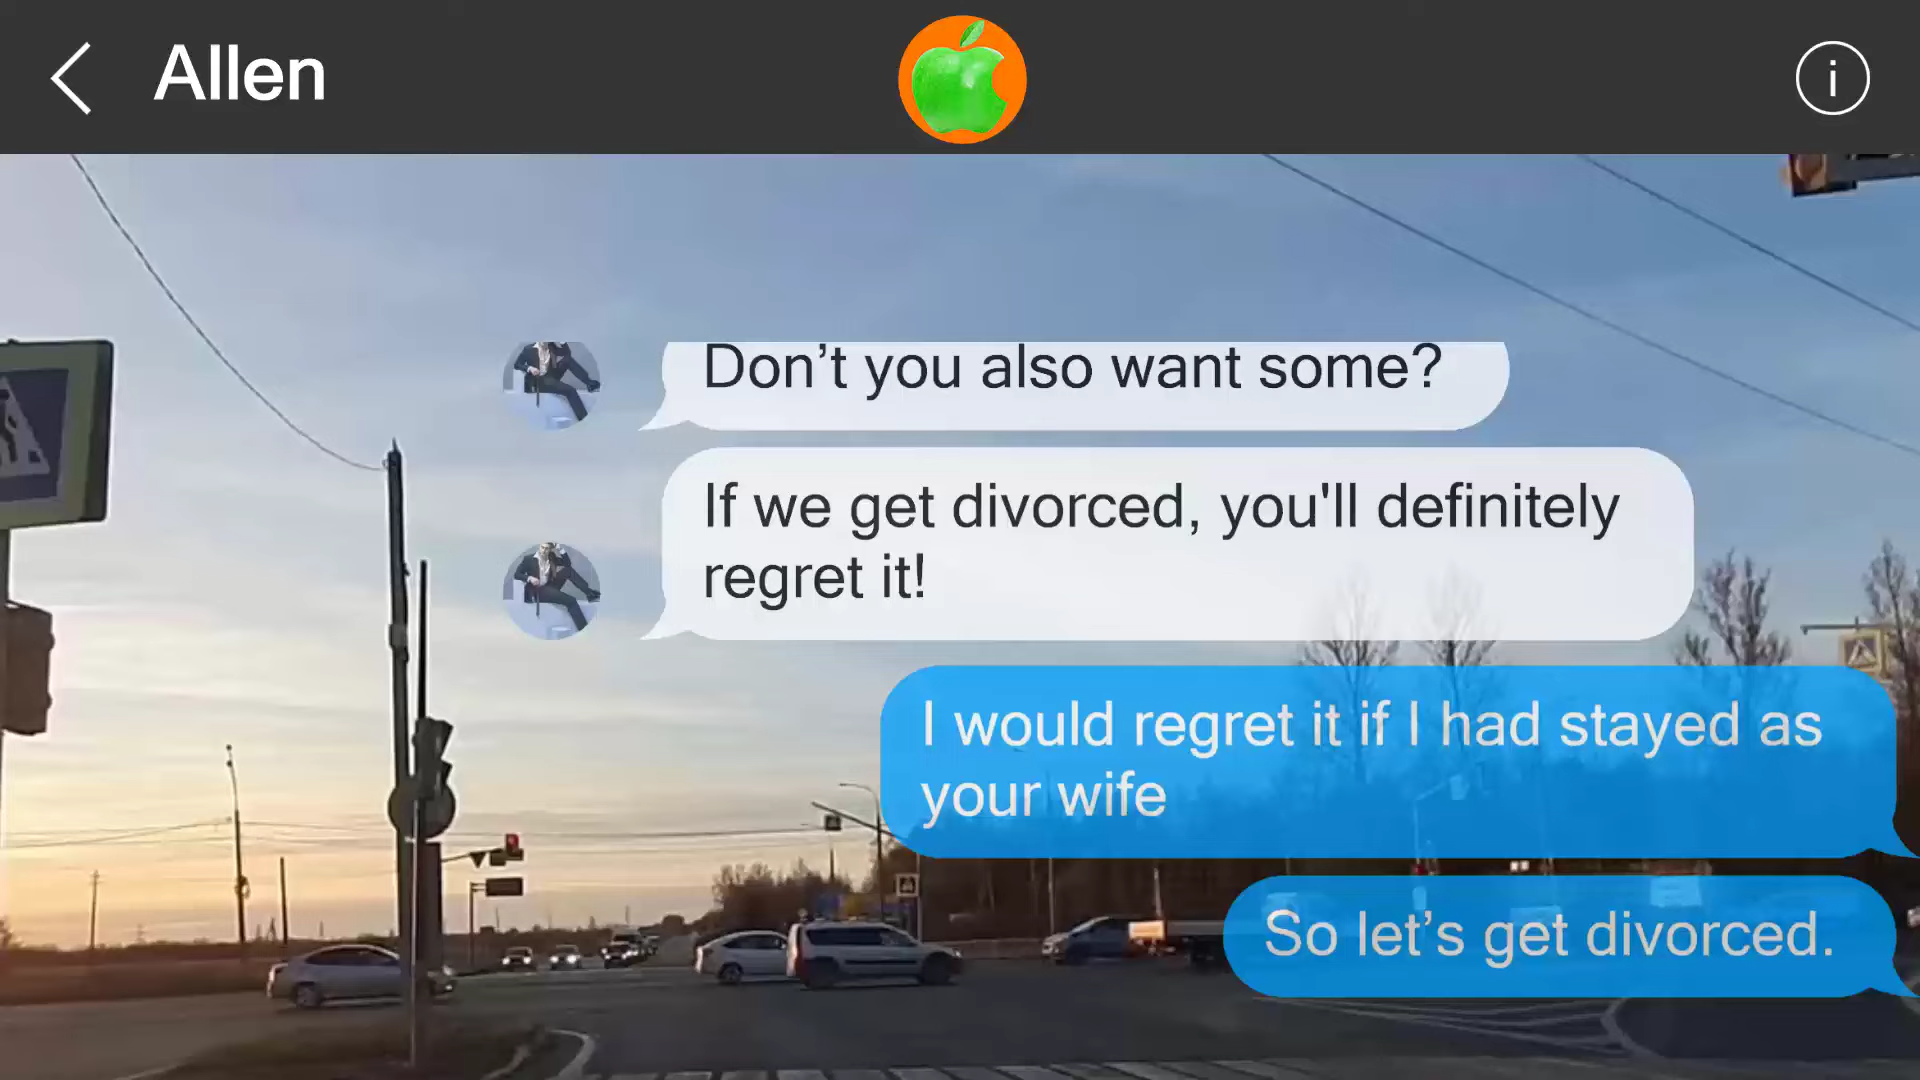 Allen
i
Don’t you also want some?
If we get divorced, you'll definitely
regret it!
I would regret it if I had stayed as
your wife
So let’s get divorced.